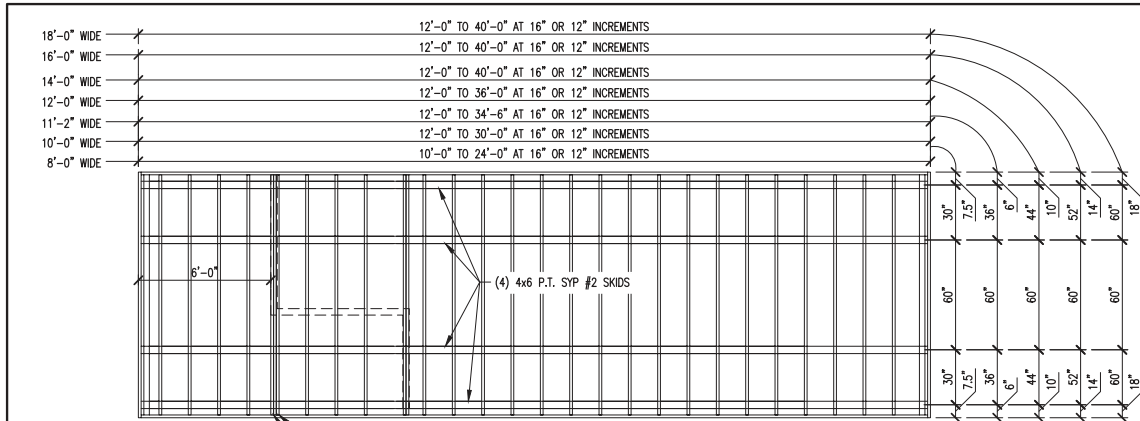 18'-0" WIDE
12'-0" TO 40'-0" AT 16" OR 12" INCREMENTS
16'-0" WIDE
12'-0" TO 40'-0" AT 16" OR 12" INCREMENTS
14'-0" WIDE
12'-0" TO 40'-0" AT 16" OR 12" INCREMENTS
12'-0" WIDE
12'-0" TO 36'-0" AT 16" OR 12" INCREMENTS
11'-2" WIDE
12'-0" TO 34'-6" AT 16" OR 12" INCREMENTS
10'-0" WIDE
12'-0" TO 30'-0" AT 16" OR 12" INCREMENTS
8'-0" WIDE
10'-0" TO 24'-0" AT 16" OR 12" INCREMENTS
30" 7.5" 36" 6" 44" 10" 52" 14" 60" 18"
6'-0"
(4) 4x6 P.T. SYP #2 SKIDS
60" 60" 60" 60" 60"
30" 7.5" 36" 6" 44" 10" 52" 14" 60" 18"